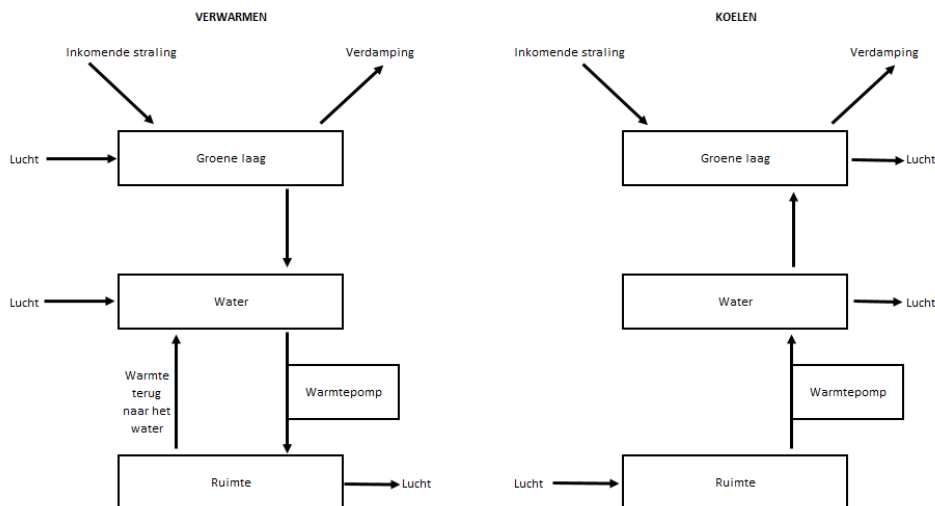 VERWARMEN
Inkomende straling
Verdamping
Lucht
Groene laag
Lucht
Water
Warmte
terug
naar het
water
Warmtepomp
Ruimte
Lucht
KOELEN
Inkomende straling
Verdamping
Groene laag
Lucht
Water
Lucht
Warmtepomp
Lucht
Ruimte